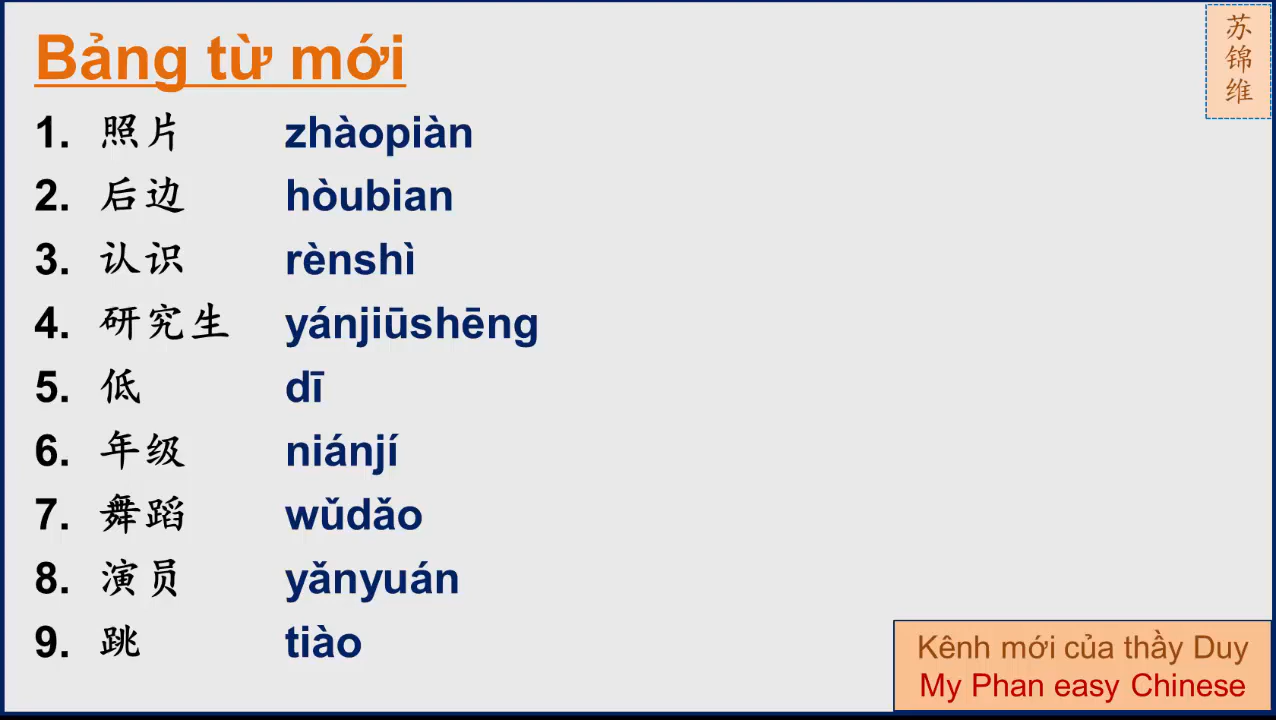 Bảng từ mới
苏锦维
1. 照片 zhàopiàn
2. 后边 hòubian
3. 认识 rènshì
4. 研究生 yánjiūshēng
5. 低 dī
6. 年级 niánjí
7. 舞蹈 wǔdǎo
8. 演员 yǎnyuán
9. 跳 tiào
Kênh mới của thầy Duy
My Phan easy Chinese